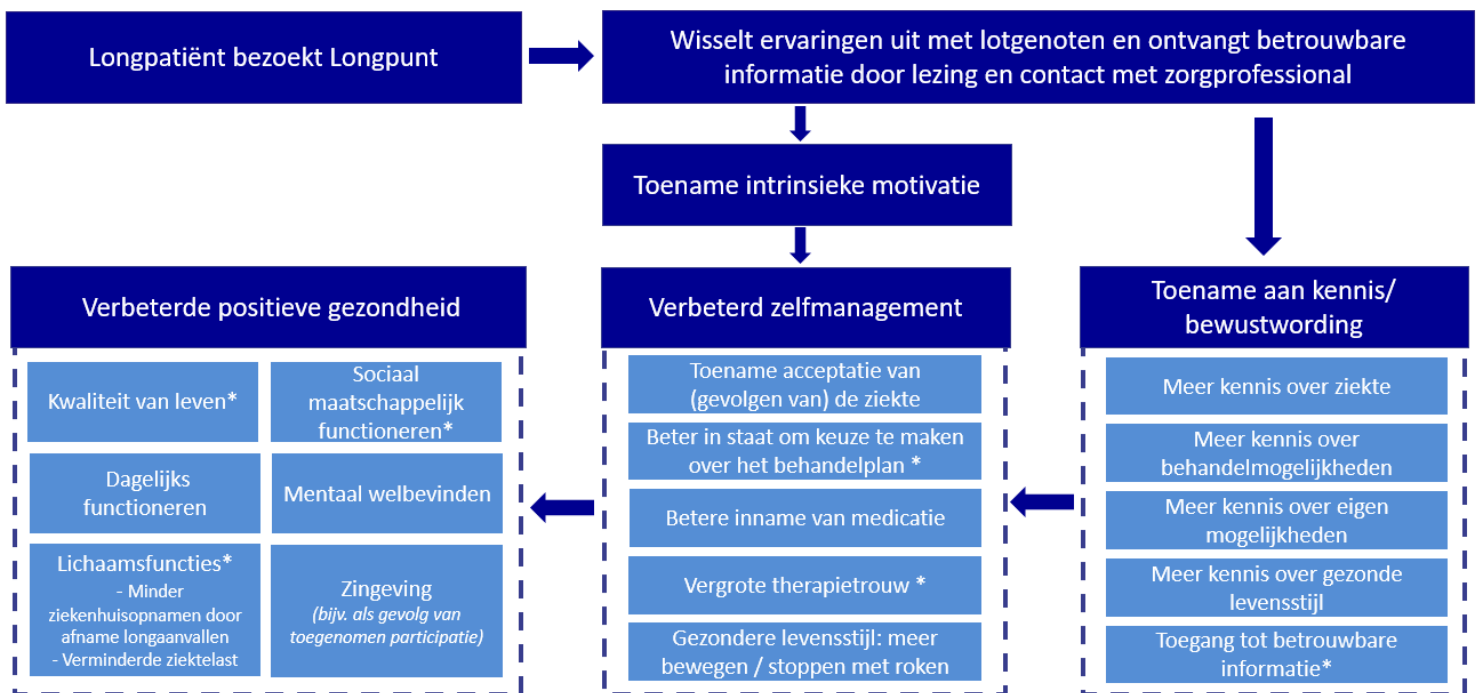 Longpatiënt bezoekt Longpunt
Wisselt ervaringen uit met lotgenoten en ontvangt betrouwbare
informatie door lezing en contact met zorgprofessional
Toename intrinsieke motivatie
Verbeterde positieve gezondheid
Kwaliteit van leven*
Sociaal
maatschappelijk
functioneren*
Dagelijks
functioneren
Mentaal welbevinden
Lichaamsfuncties*
- Minder
ziekenhuisopnamen door
afname longaanvallen
- Verminderde ziektelast
Zingeving
(bijv. als gevolg van
toegenomen participatie)
Verbeterd zelfmanagement
Toename acceptatie van
(gevolgen van) de ziekte
Beter in staat om keuze te maken
over het behandelplan *
Betere inname van medicatie
Vergrote therapietrouw *
Gezondere levensstijl: meer
bewegen / stoppen met roken
Toename aan kennis/
bewustwording
Meer kennis over ziekte
Meer kennis over
behandelmogelijkheden
Meer kennis over eigen
mogelijkheden
Meer kennis over gezonde
levensstijl
Toegang tot betrouwbare
informatie*